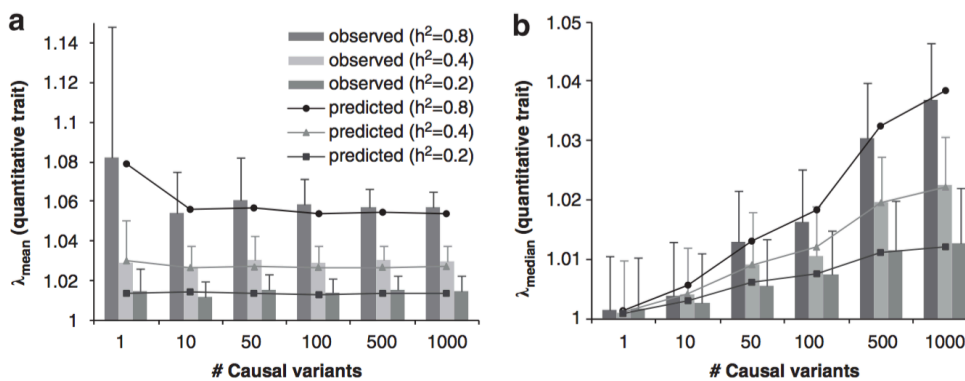 a
λmean (quantitative trait)
1.14
1.12
1.1
1.08
1.06
1.04
1.02
1
observed (h²=0.8)
observed (h²=0.4)
observed (h²=0.2)
predicted (h²=0.8)
predicted (h²=0.4)
predicted (h²=0.2)
1 10 50 100 500 1000
# Causal variants
b
λmedian (quantitative trait)
1.05
1.04
1.03
1.02
1.01
1
1 10 50 100 500 1000
# Causal variants